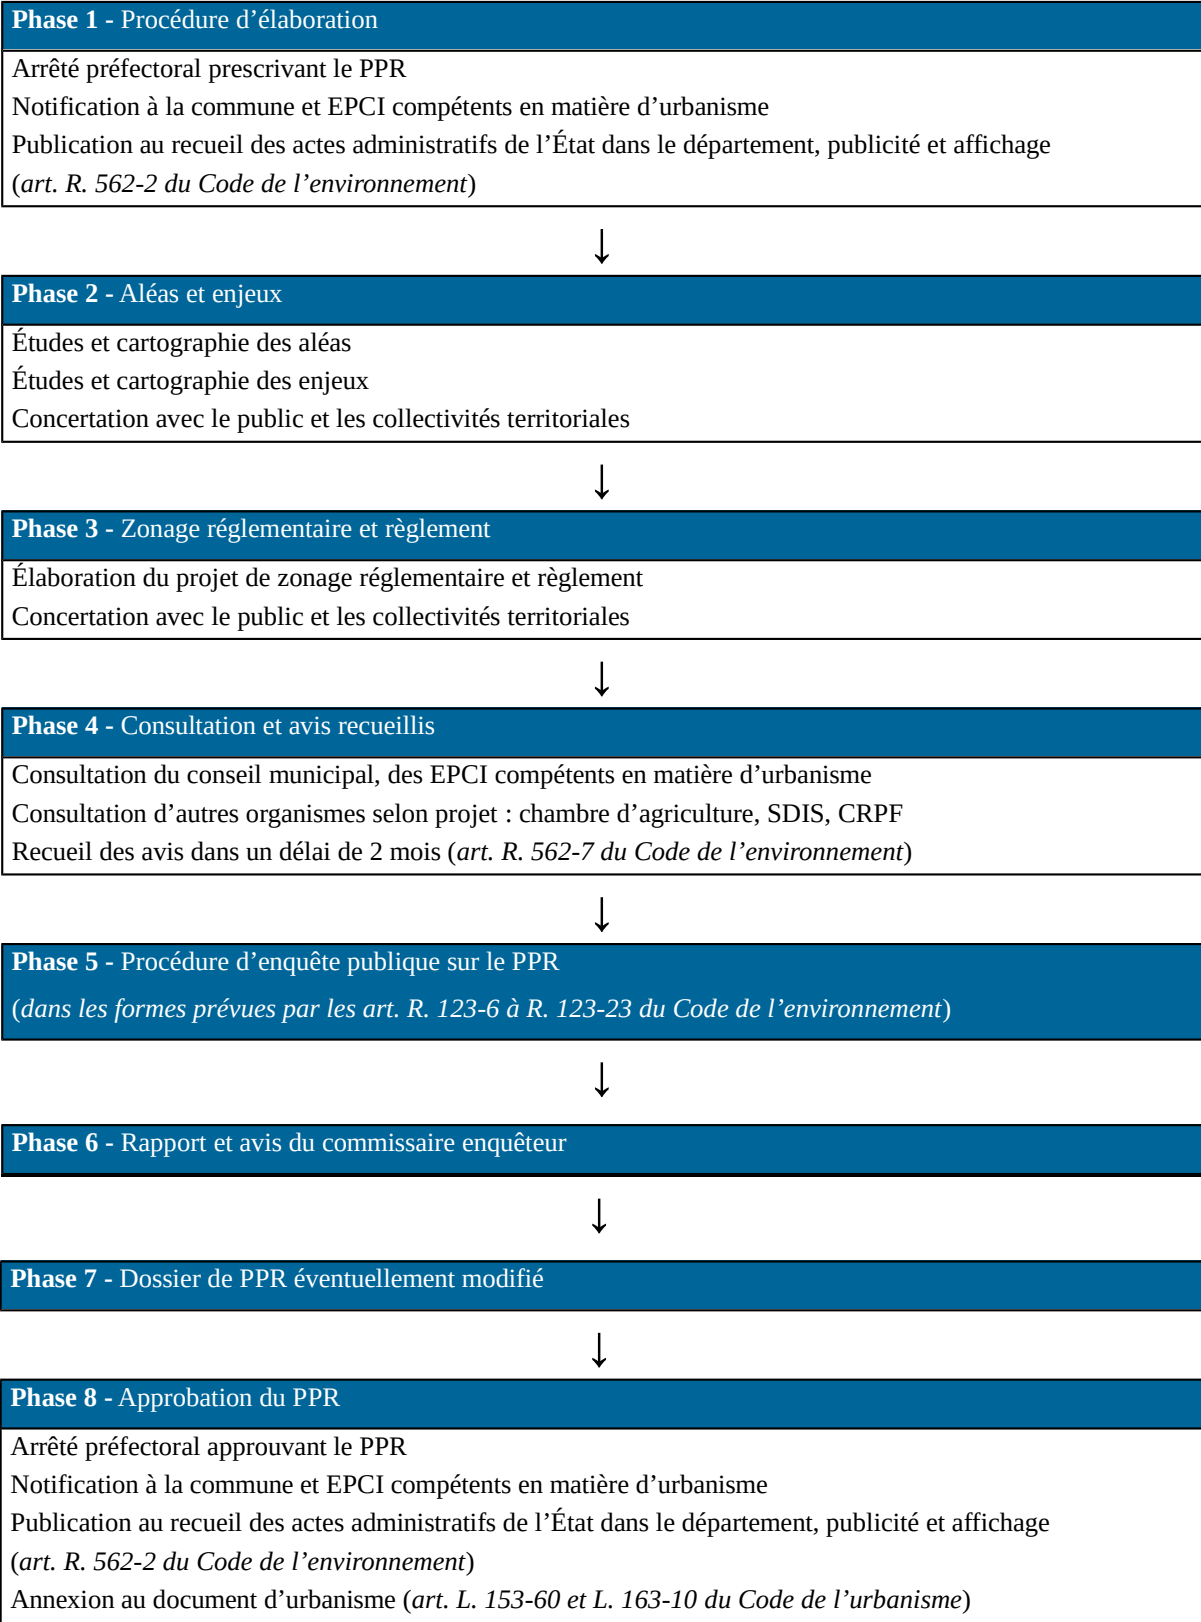 Phase 1 - Procédure d’élaboration
Arrêté préfectoral prescrivant le PPR
Notification à la commune et EPCI compétents en matière d’urbanisme
Publication au recueil des actes administratifs de l’État dans le département, publicité et affichage
(art. R. 562-2 du Code de l’environnement)
↓
Phase 2 - Aléas et enjeux
Études et cartographie des aléas
Études et cartographie des enjeux
Concertation avec le public et les collectivités territoriales
↓
Phase 3 - Zonage réglementaire et règlement
Élaboration du projet de zonage réglementaire et règlement
Concertation avec le public et les collectivités territoriales
↓
Phase 4 - Consultation et avis recueillis
Consultation du conseil municipal, des EPCI compétents en matière d’urbanisme
Consultation d’autres organismes selon projet : chambre d’agriculture, SDIS, CRPF
Recueil des avis dans un délai de 2 mois (art. R. 562-7 du Code de l’environnement)
↓
Phase 5 - Procédure d’enquête publique sur le PPR
(dans les formes prévues par les art. R. 123-6 à R. 123-23 du Code de l’environnement)
↓
Phase 6 - Rapport et avis du commissaire enquêteur
↓
Phase 7 - Dossier de PPR éventuellement modifié
↓
Phase 8 - Approbation du PPR
Arrêté préfectoral approuvant le PPR
Notification à la commune et EPCI compétents en matière d’urbanisme
Publication au recueil des actes administratifs de l’État dans le département, publicité et affichage
(art. R. 562-2 du Code de l’environnement)
Annexion au document d’urbanisme (art. L. 153-60 et L. 163-10 du Code de l’urbanisme)